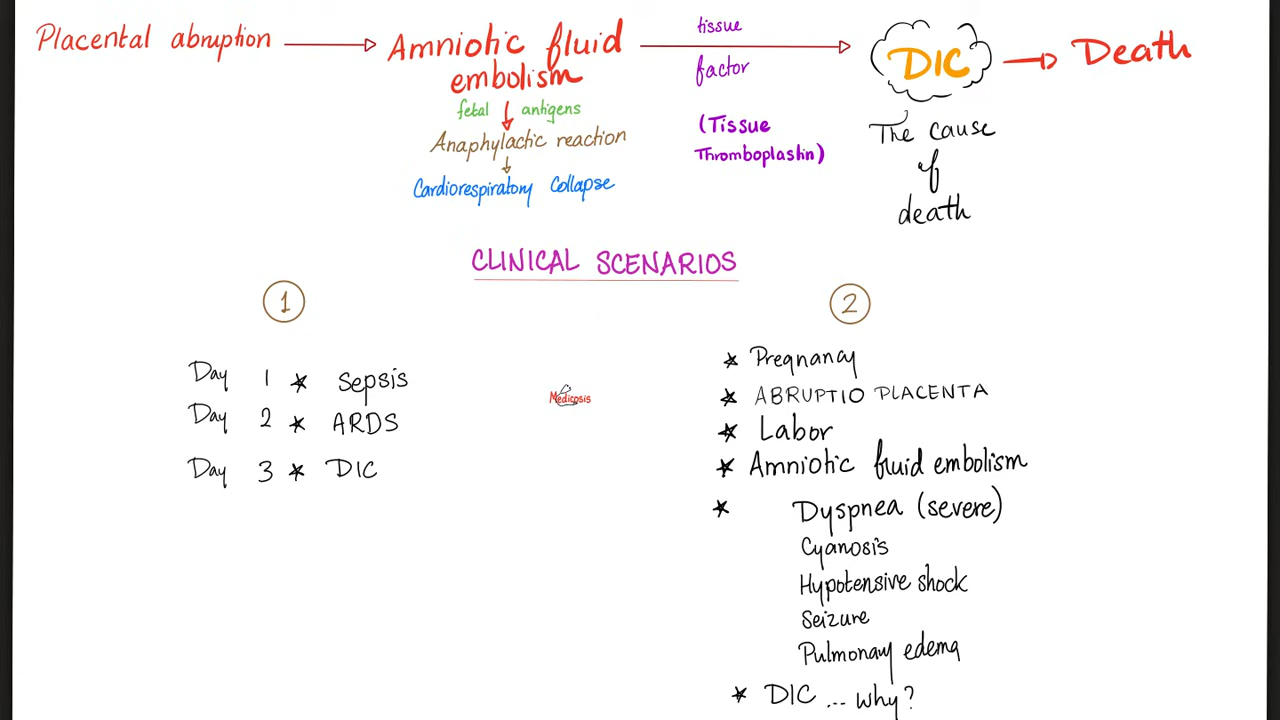 Placental abruption
Amniotic fluid
embolism
fetal antigens
Anaphylactic reaction
Cardiorespiratory Collapse
tissue
factor
(Tissue
Thromboplastin)
DIC
Death
The cause
of
death
CLINICAL SCENARIOS
1
Day 1 * Sepsis
Day 2 * ARDS
Day 3 * DIC
Medicosis
2
* Pregnancy
* ABRUPTIO PLACENTA
* Labor
* Amniotic fluid embolism
* Dyspnea (severe)
Cyanosis
Hypotensive shock
Seizure
Pulmonary edema
* DIC ... why?